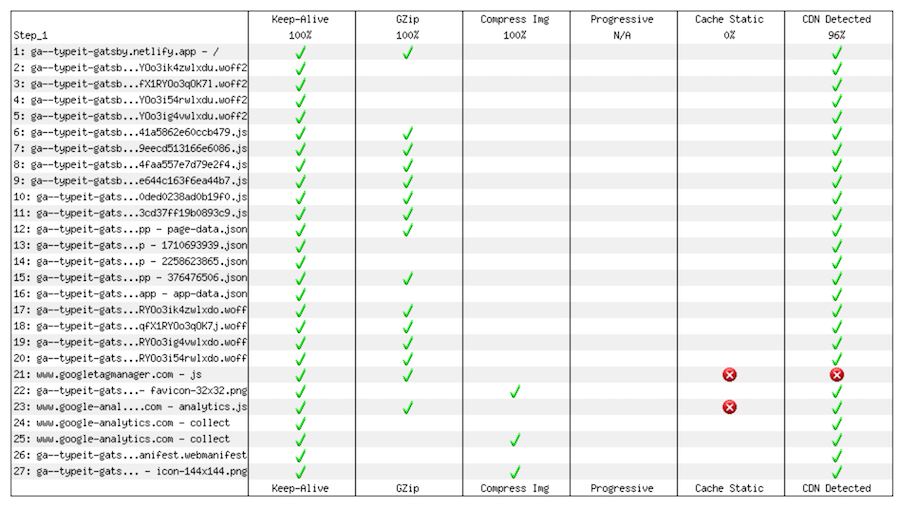 Keep-Alive GZip Compress Img Progressive Cache Static CDN Detected
Step_1 100% 100% 100% N/A 0% 96%
1: ga--typeit-gatsby.netlify.app - /
2: ga--typeit-gatsb...YOo3ik4zwlxdu.woff2
3: ga--typeit-gatsb...fX1RYOo3qOK7l.woff2
4: ga--typeit-gatsb...YOo3i54rwlxdu.woff2
5: ga--typeit-gatsb...YOo3ig4vwlxdu.woff2
6: ga--typeit-gatsb...41a5862e60ccb479.js
7: ga--typeit-gatsb...9eecd513166e6086.js
8: ga--typeit-gatsb...4faa557e7d79e2f4.js
9: ga--typeit-gatsb...e644c163f6ea44b7.js
10: ga--typeit-gats...0ded0238ad0b19f0.js
11: ga--typeit-gats...3cd37ff19b0893c9.js
12: ga--typeit-gats...pp - page-data.json
13: ga--typeit-gats...p - 1710693939.json
14: ga--typeit-gats...p - 2258623865.json
15: ga--typeit-gats...pp - 376476506.json
16: ga--typeit-gats...app - app-data.json
17: ga--typeit-gats...RYOo3ik4zwlxdo.woff
18: ga--typeit-gats...qfX1RYOo3qOK7j.woff
19: ga--typeit-gats...RYOo3ig4vwlxdo.woff
20: ga--typeit-gats...RYOo3i54rwlxdo.woff
21: www.googletagmanager.com - js
22: ga--typeit-gats...- favicon-32x32.png
23: www.google-anal....com - analytics.js
24: www.google-analytics.com - collect
25: www.google-analytics.com - collect
26: ga--typeit-gats...anifest.webmanifest
27: ga--typeit-gats... - icon-144x144.png
Keep-Alive GZip Compress Img Progressive Cache Static CDN Detected